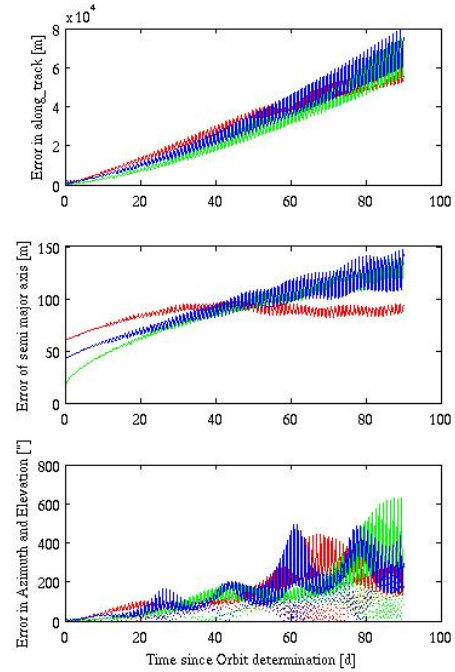 x 10^4
8
6
4
2
0
0 20 40 60 80 100
Error in along_track [m]
150
100
50
0
0 20 40 60 80 100
Error of semi major axis [m]
800
600
400
200
0
0 20 40 60 80 100
Error in Azimuth and Elevation ["]
Time since Orbit determination [d]